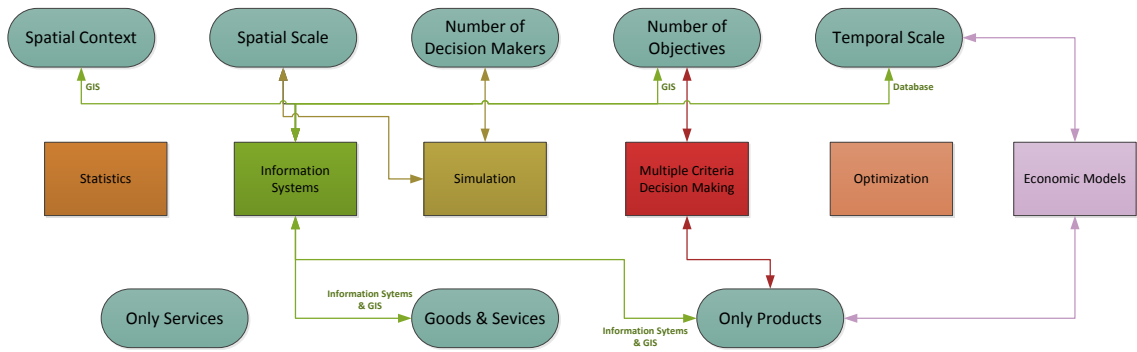 Spatial Context
Spatial Scale
Number of
Decision Makers
Number of
Objectives
Temporal Scale
GIS
GIS
Database
Statistics
Information
Systems
Simulation
Multiple Criteria
Decision Making
Optimization
Economic Models
Only Services
Information Sytems
& GIS
Goods & Sevices
Information Sytems
& GIS
Only Products